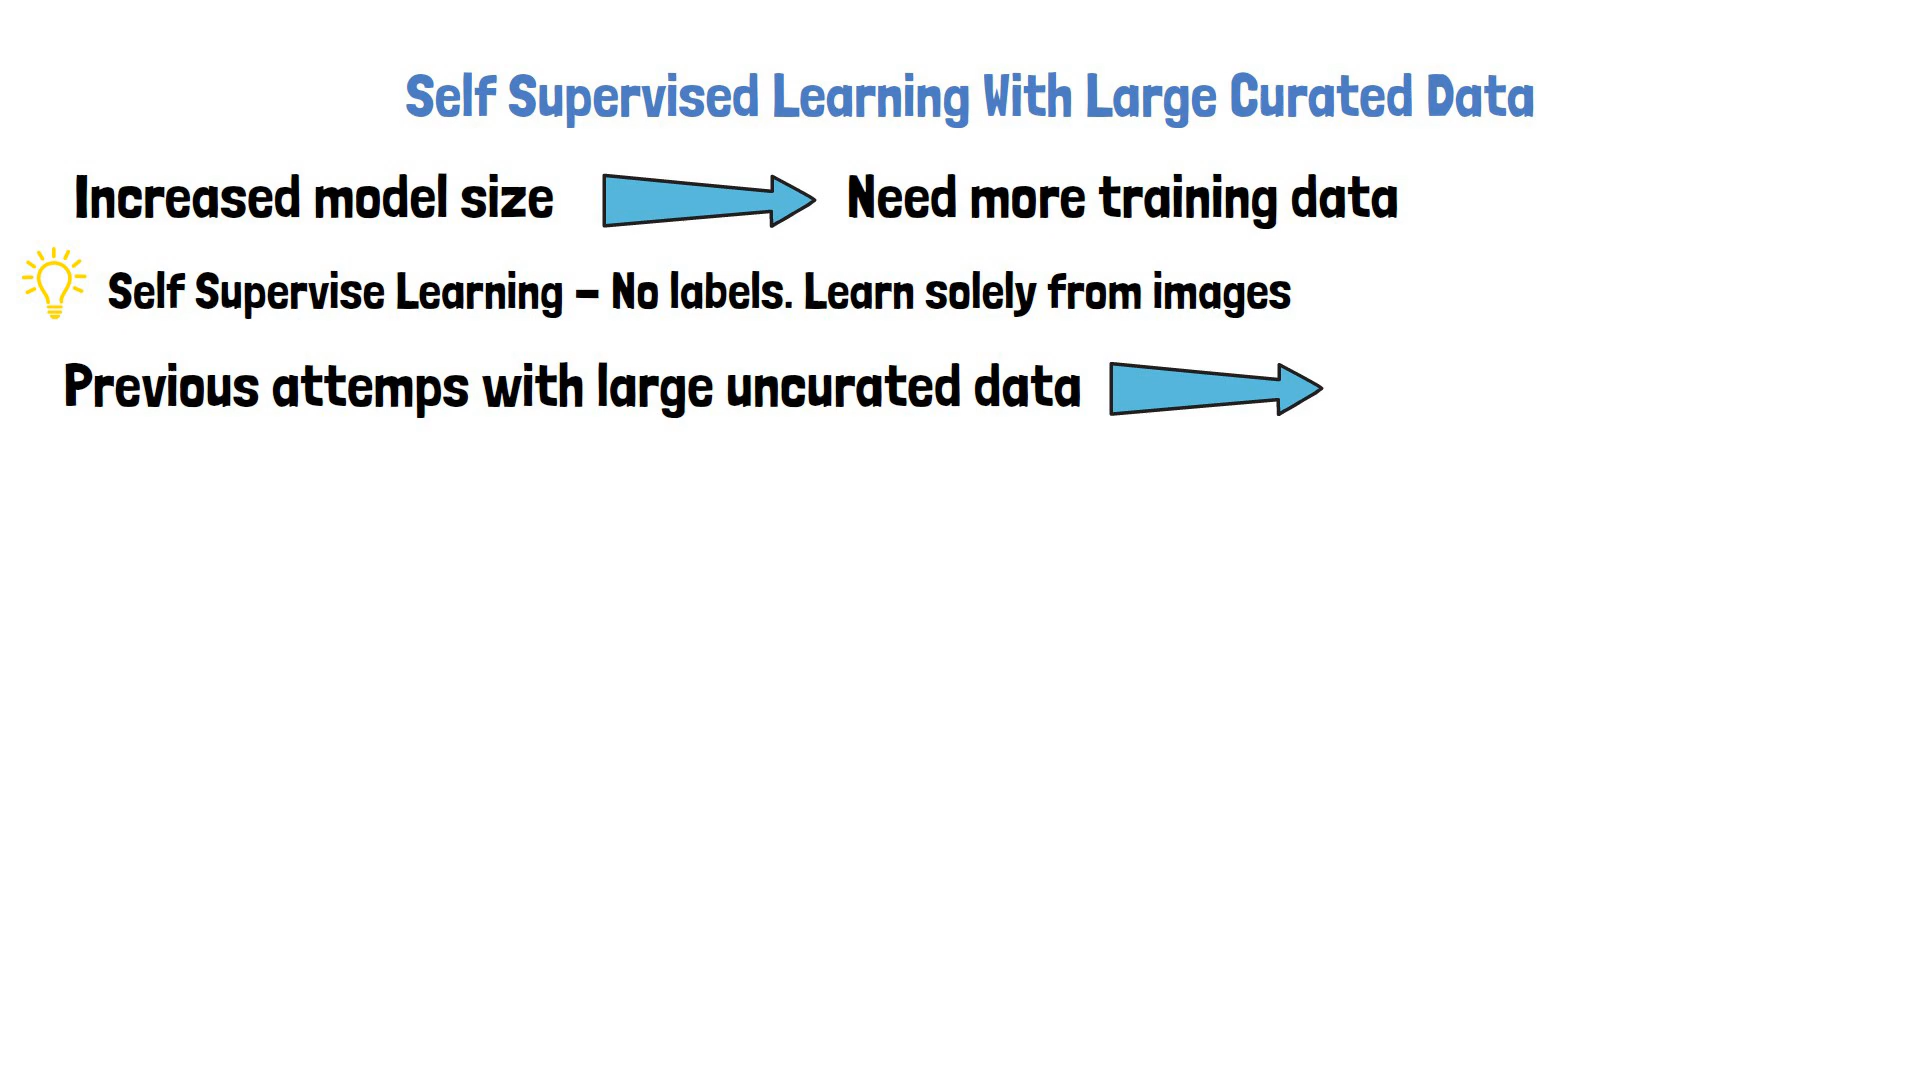 Self Supervised Learning With Large Curated Data
Increased model size Need more training data
Self Supervise Learning – No labels. Learn solely from images
Previous attemps with large uncurated data